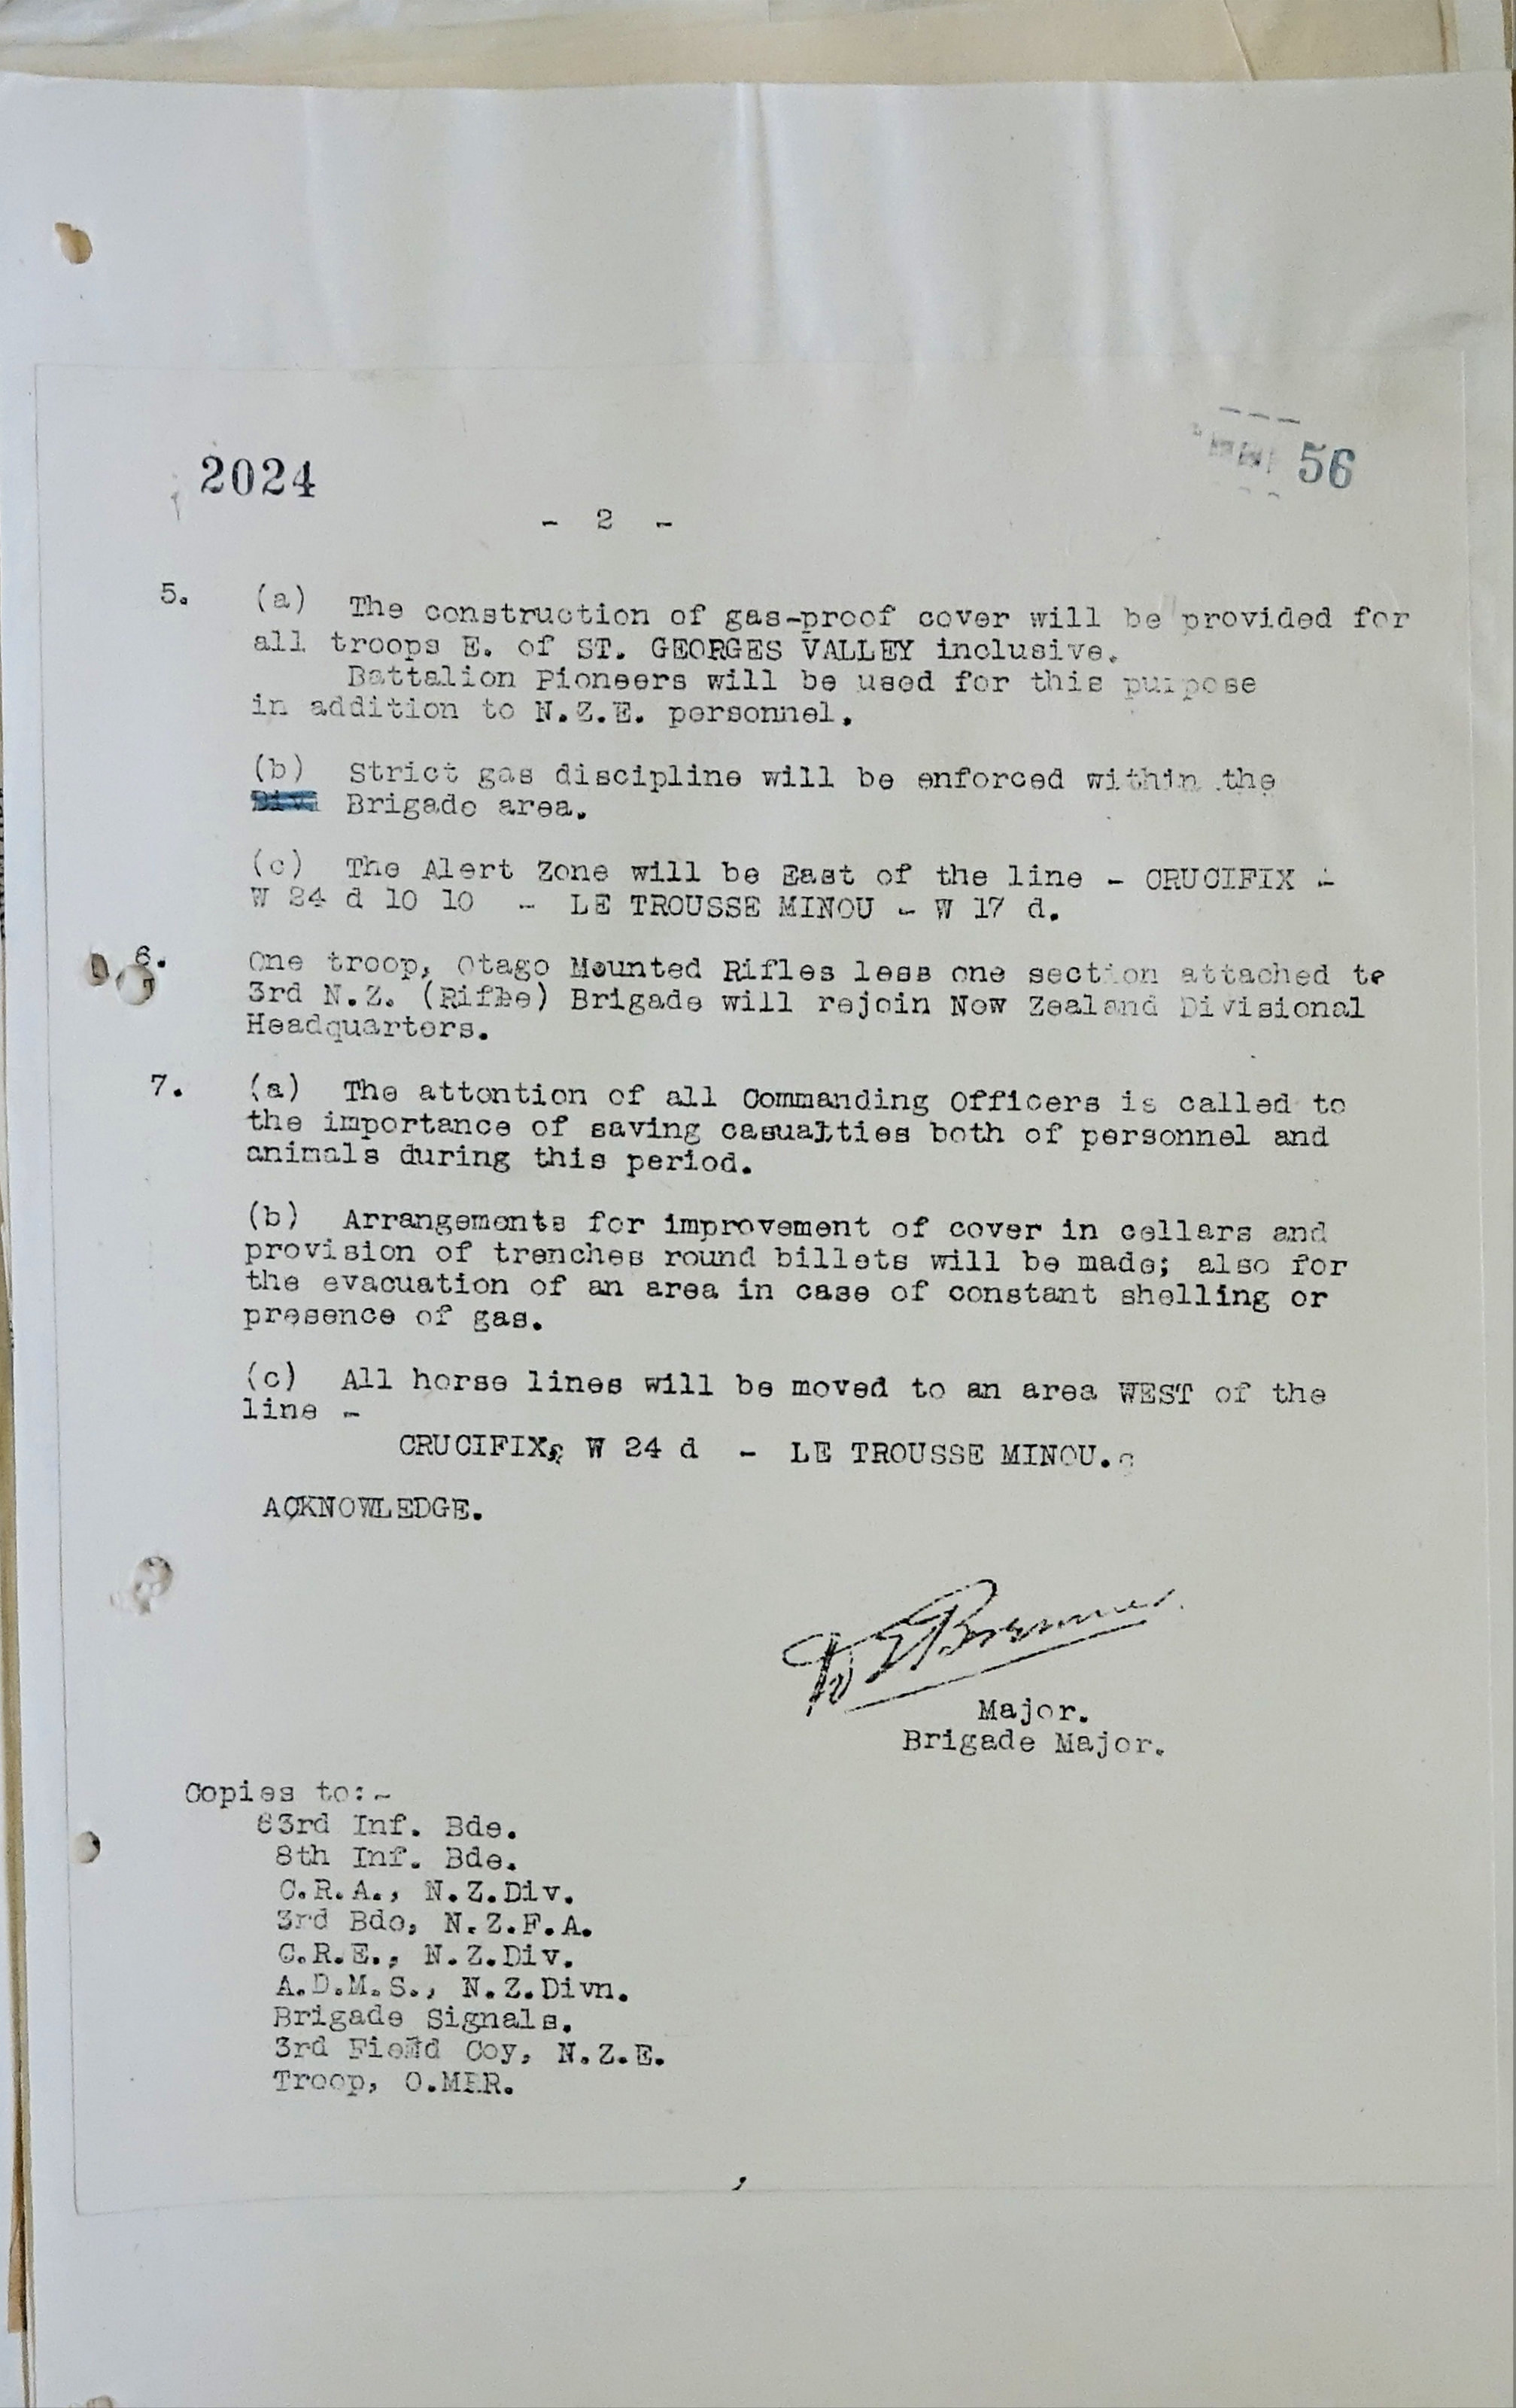 2024
56
- 2 -
5. (a) The construction of gas-proof cover will be provided for
all troops E. of ST. GEORGES VALLEY inclusive.
Battalion Pioneers will be used for this purpose
in addition to N.Z.E. personnel.
(b) Strict gas discipline will be enforced within the
Brigade area.
(c) The Alert Zone will be East of the line - CRUCIFIX -
W 24 d 10 10 - LE TROUSSE MINOU - W 17 d.
6. One troop, Otago Mounted Rifles less one section attached to
3rd N.Z. (Rifle) Brigade will rejoin New Zealand Divisional
Headquarters.
7. (a) The attention of all Commanding Officers is called to
the importance of saving casualties both of personnel and
animals during this period.
(b) Arrangements for improvement of cover in cellars and
provision of trenches round billets will be made; also for
the evacuation of an area in case of constant shelling or
presence of gas.
(c) All horse lines will be moved to an area WEST of the
line -
CRUCIFIX, W 24 d - LE TROUSSE MINOU.
ACKNOWLEDGE.
Major.
Brigade Major.
Copies to:-
63rd Inf. Bde.
8th Inf. Bde.
C.R.A., N.Z.Div.
3rd Bde, N.Z.F.A.
C.R.E., N.Z.Div.
A.D.M.S., N.Z.Divn.
Brigade Signals.
3rd Field Coy, N.Z.E.
Troop, O.M.R.